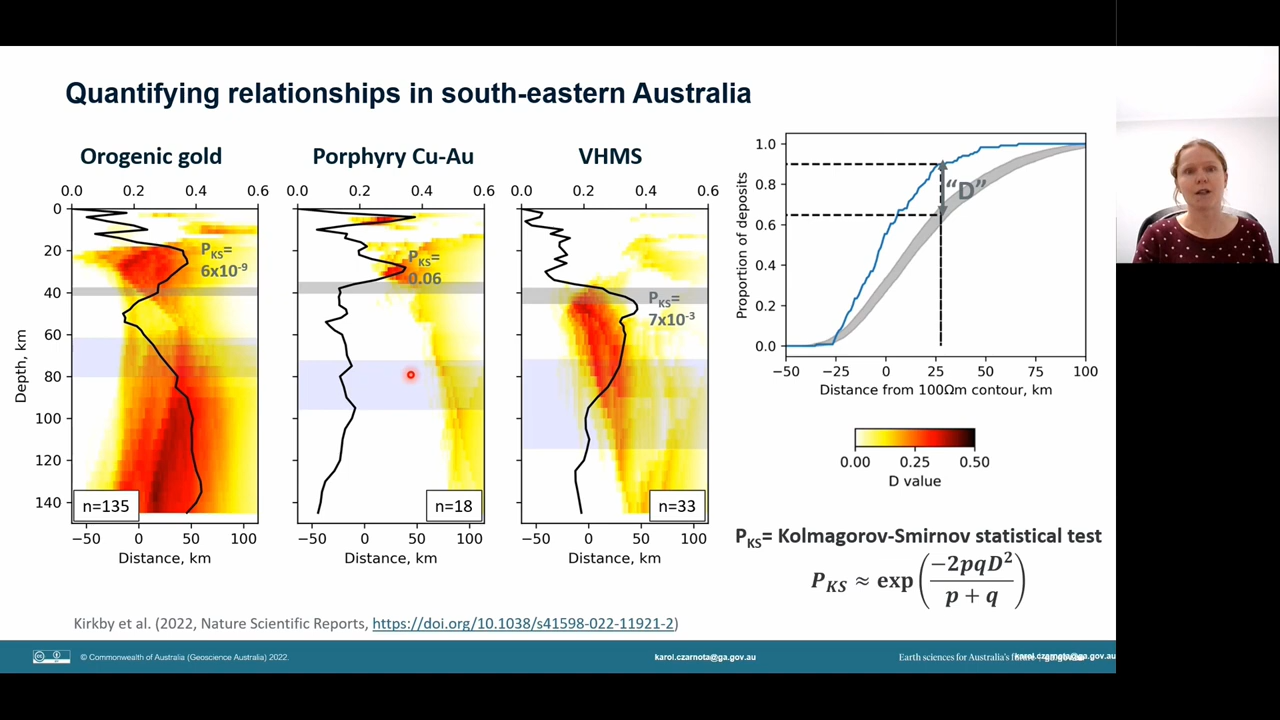 Quantifying relationships in south-eastern Australia
Orogenic gold
Porphyry Cu-Au
VHMS
0.0 0.2 0.4 0.6
0.0 0.2 0.4 0.6
0.0 0.2 0.4 0.6
0
20
40
60
80
100
120
140
Depth, km
PKS=
6x10-9
n=135
−50 0 50 100
Distance, km
PKS=
0.06
n=18
−50 0 50 100
Distance, km
PKS=
7x10-3
n=33
−50 0 50 100
Distance, km
1.0
0.8
0.6
0.4
0.2
0.0
Proportion of deposits
“D”
−50 −25 0 25 50 75 100
Distance from 100Ωm contour, km
0.00 0.25 0.50
D value
PKS= Kolmagorov-Smirnov statistical test
PKS ≈ exp(−2pqD2/p + q)
Kirkby et al. (2022, Nature Scientific Reports, https://doi.org/10.1038/s41598-022-11921-2)
© Commonwealth of Australia (Geoscience Australia) 2022.
karol.czarnota@ga.gov.au
Earth sciences for Australia's future
karol.czarnota@ga.gov.au